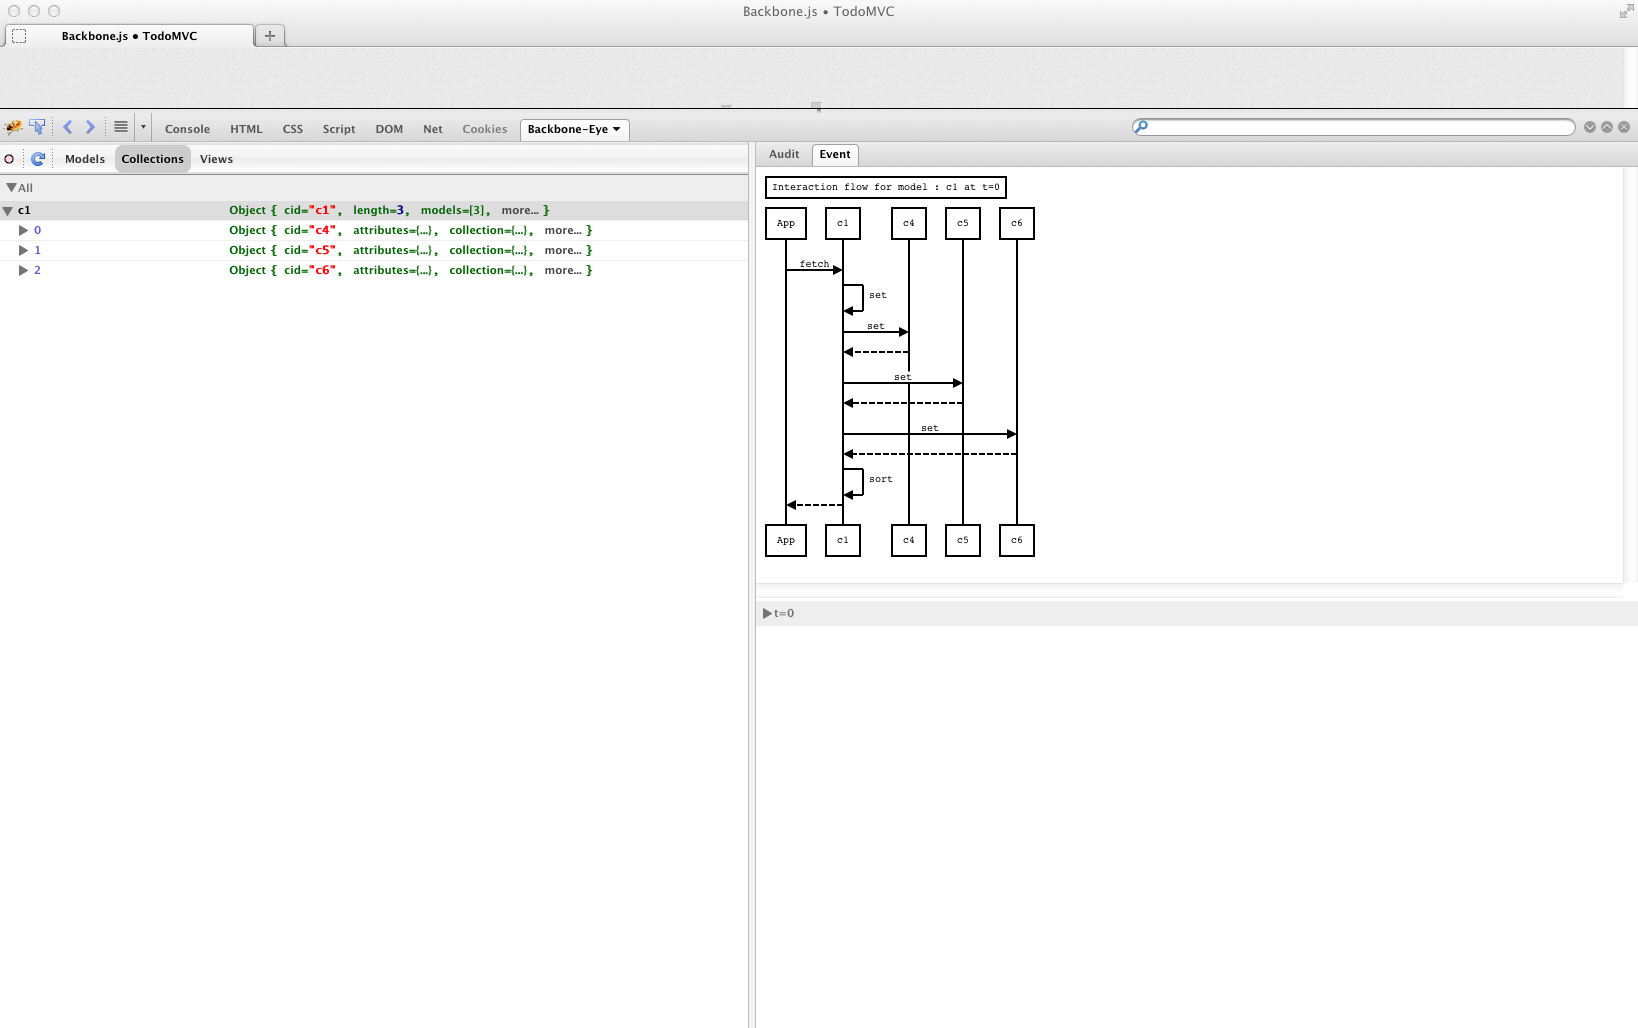 Backbone.js • TodoMVC
Backbone.js • TodoMVC
Console HTML CSS Script DOM Net Cookies Backbone-Eye
Models Collections Views
All
c1 Object { cid="c1", length=3, models=[3], more... }
0 Object { cid="c4", attributes={...}, collection={...}, more... }
1 Object { cid="c5", attributes={...}, collection={...}, more... }
2 Object { cid="c6", attributes={...}, collection={...}, more... }
Audit Event
Interaction flow for model : c1 at t=0
App c1 c4 c5 c6
fetch
set
set
set
set
sort
App c1 c4 c5 c6
t=0